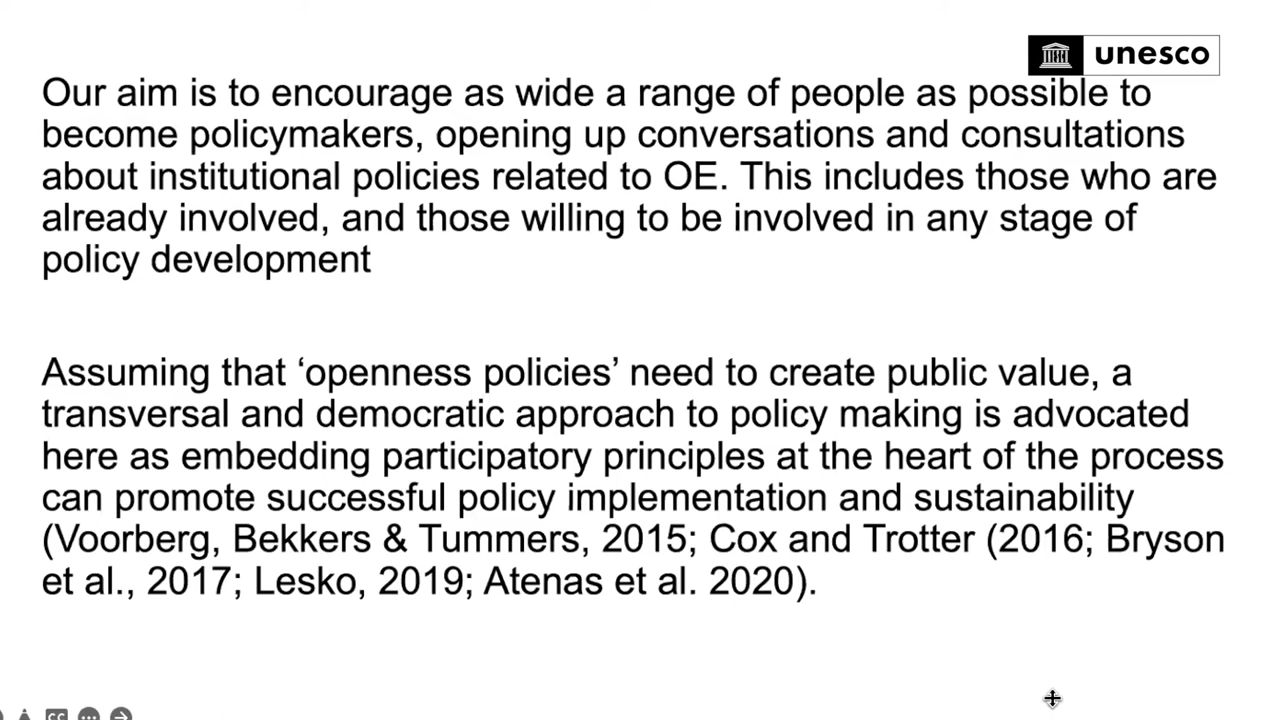 unesco
Our aim is to encourage as wide a range of people as possible to
become policymakers, opening up conversations and consultations
about institutional policies related to OE. This includes those who are
already involved, and those willing to be involved in any stage of
policy development
Assuming that ‘openness policies’ need to create public value, a
transversal and democratic approach to policy making is advocated
here as embedding participatory principles at the heart of the process
can promote successful policy implementation and sustainability
(Voorberg, Bekkers & Tummers, 2015; Cox and Trotter (2016; Bryson
et al., 2017; Lesko, 2019; Atenas et al. 2020).
CC